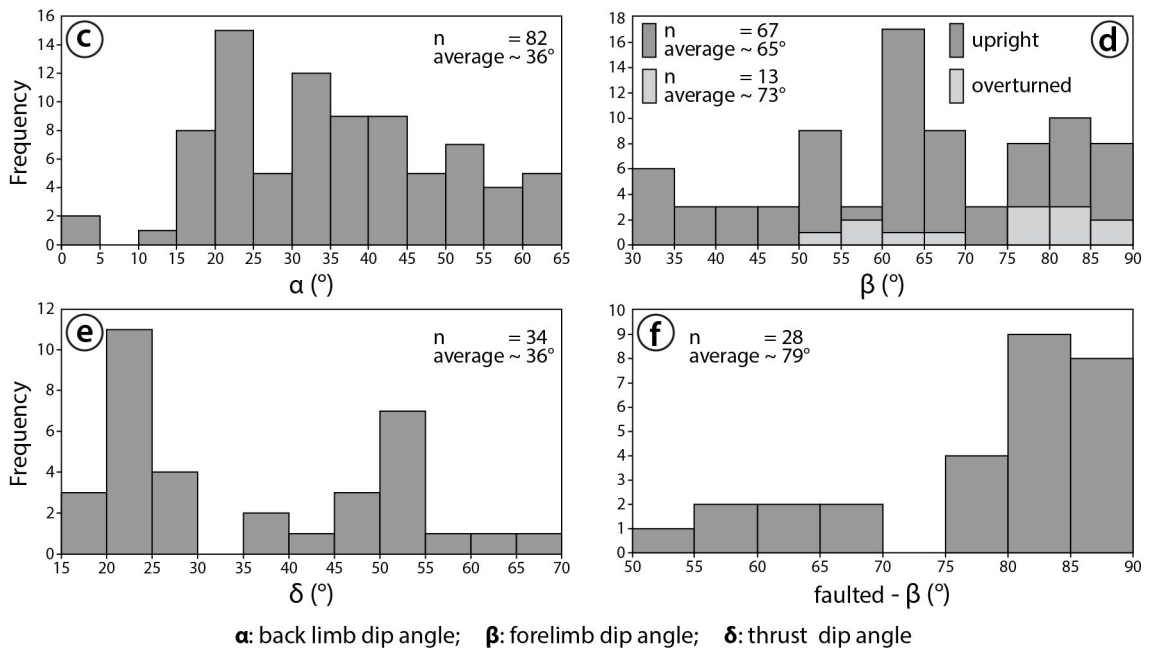 c
n = 82
average ~ 36°
Frequency
16
14
12
10
8
6
4
2
0
0 5 10 15 20 25 30 35 40 45 50 55 60 65
α (°)
d
n = 67
average ~ 65°
n = 13
average ~ 73°
upright
overturned
18
16
14
12
10
8
6
4
2
0
30 35 40 45 50 55 60 65 70 75 80 85 90
β (°)
e
n = 34
average ~ 36°
Frequency
12
10
8
6
4
2
0
15 20 25 30 35 40 45 50 55 60 65 70
δ (°)
f
n = 28
average ~ 79°
10
9
8
7
6
5
4
3
2
1
0
50 55 60 65 70 75 80 85 90
faulted - β (°)
α: back limb dip angle; β: forelimb dip angle; δ: thrust dip angle